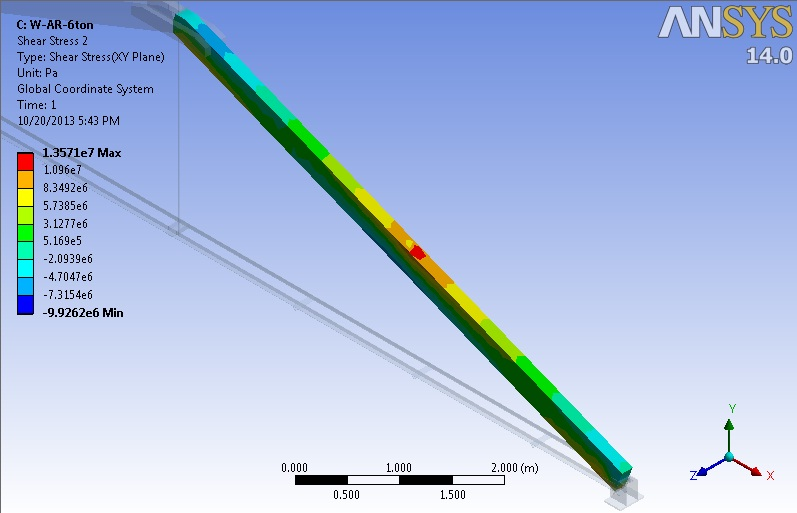 C: W-AR-6ton
Shear Stress 2
Type: Shear Stress(XY Plane)
Unit: Pa
Global Coordinate System
Time: 1
10/20/2013 5:43 PM
1.3571e7 Max
1.096e7
8.3492e6
5.7385e6
3.1277e6
5.169e5
-2.0939e6
-4.7047e6
-7.3154e6
-9.9262e6 Min
ANSYS
14.0
0.000 1.000 2.000 (m)
0.500 1.500
Y
Z X